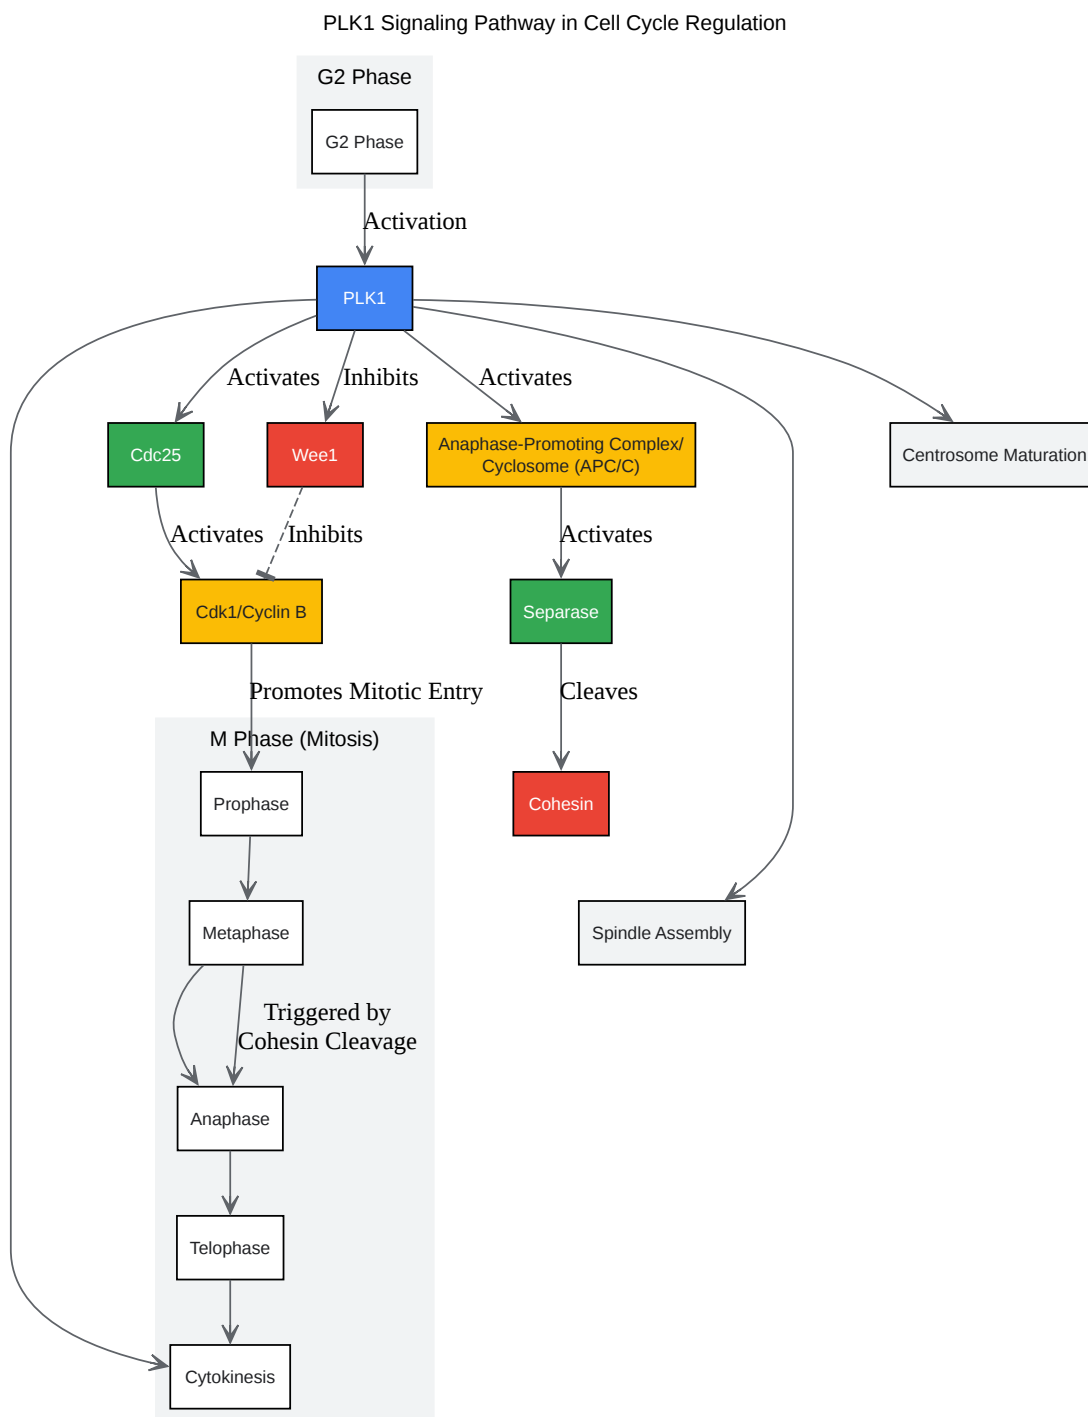 PLK1 Signaling Pathway in Cell Cycle Regulation
G2 Phase
G2 Phase
Activation
PLK1
Activates
Inhibits
Activates
Cdc25
Wee1
Anaphase-Promoting Complex/
Cyclosome (APC/C)
Centrosome Maturation
Activates
Inhibits
Activates
Cdk1/Cyclin B
Separase
Promotes Mitotic Entry
Cleaves
M Phase (Mitosis)
Prophase
Cohesin
Metaphase
Spindle Assembly
Triggered by
Cohesin Cleavage
Anaphase
Telophase
Cytokinesis